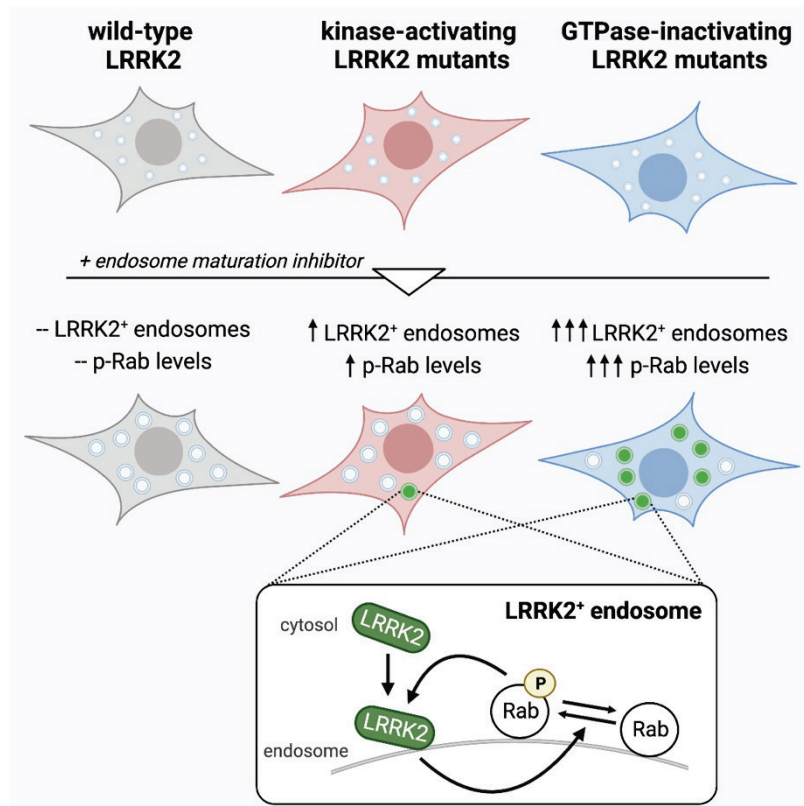 wild-type
LRRK2
kinase-activating
LRRK2 mutants
GTPase-inactivating
LRRK2 mutants
+ endosome maturation inhibitor
-- LRRK2⁺ endosomes
-- p-Rab levels
↑ LRRK2⁺ endosomes
↑ p-Rab levels
↑↑↑ LRRK2⁺ endosomes
↑↑↑ p-Rab levels
LRRK2⁺ endosome
cytosol
LRRK2
P
Rab
Rab
LRRK2
endosome